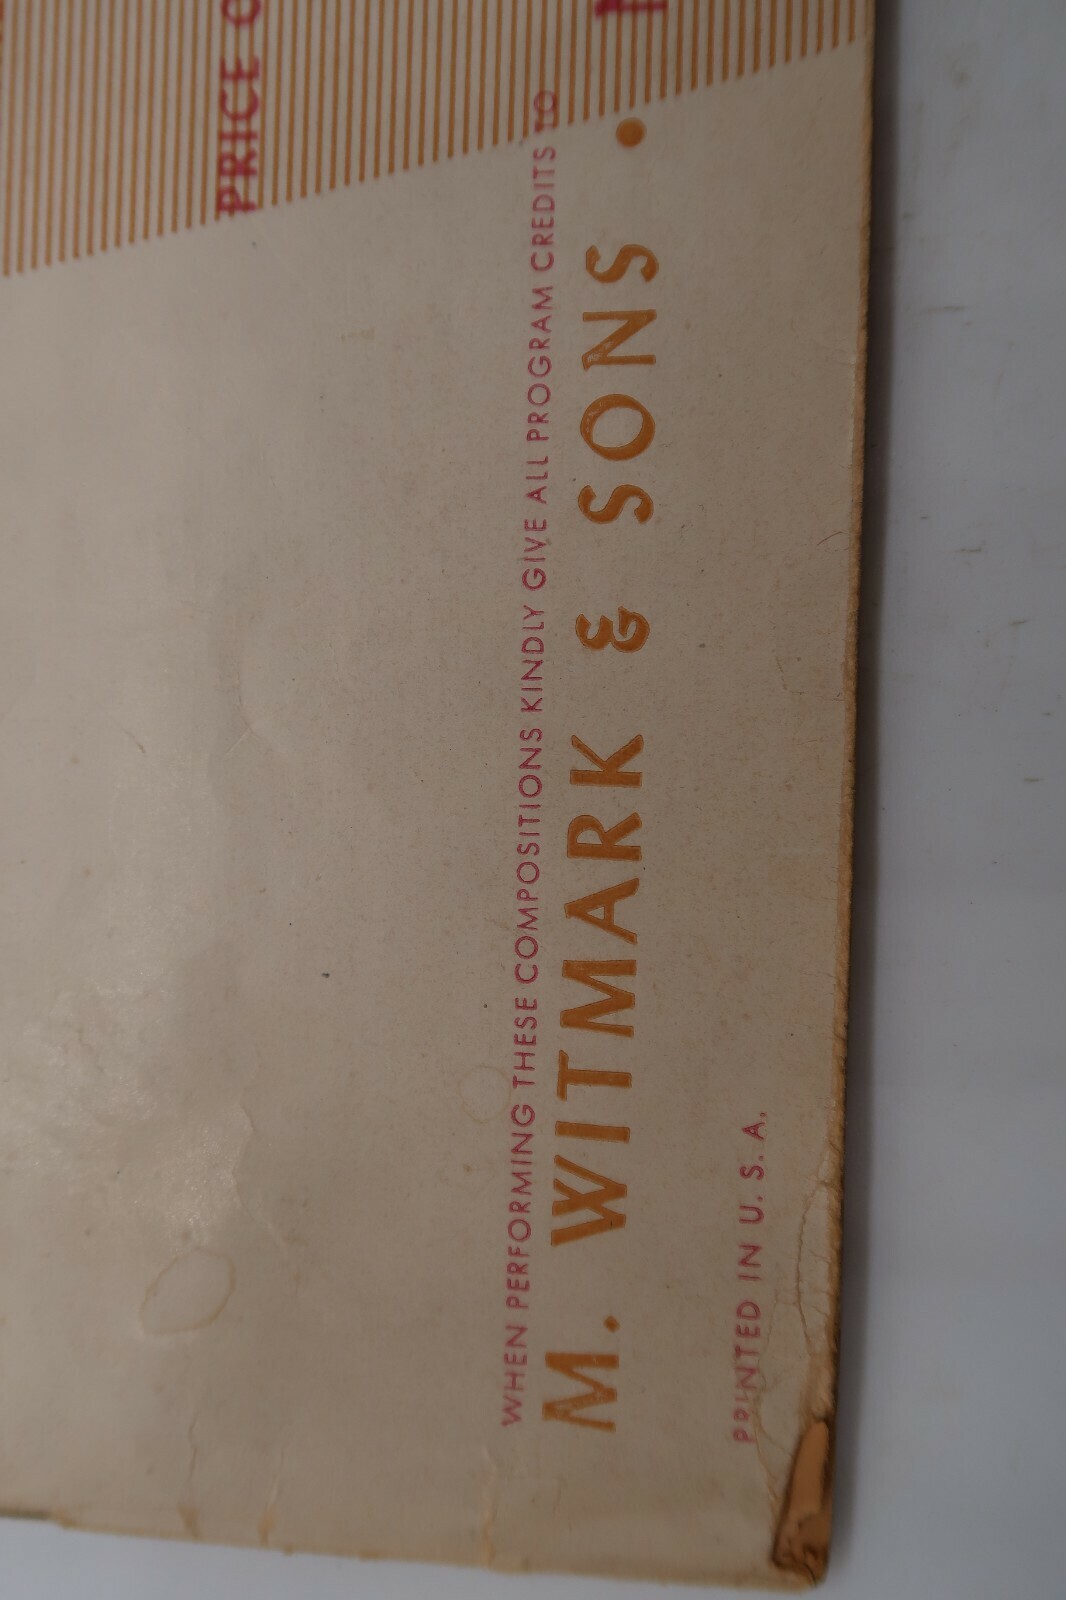 PRICE
WHEN PERFORMING THESE COMPOSITIONS KINDLY GIVE ALL PROGRAM CREDITS TO
M. WITMARK & SONS •
PRINTED IN U. S. A.